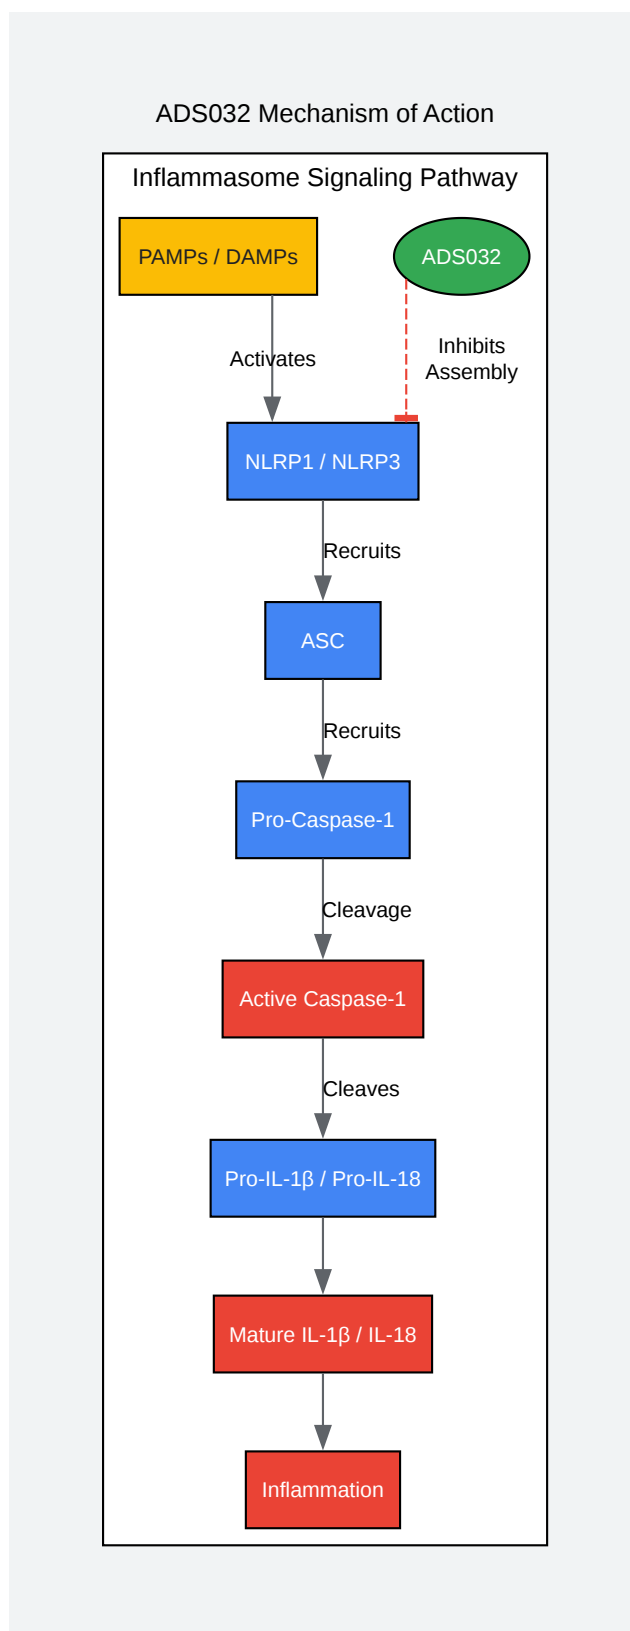 ADS032 Mechanism of Action
Inflammasome Signaling Pathway
PAMPs / DAMPs
ADS032
Activates
Inhibits
Assembly
NLRP1 / NLRP3
Recruits
ASC
Recruits
Pro-Caspase-1
Cleavage
Active Caspase-1
Cleaves
Pro-IL-1β / Pro-IL-18
Mature IL-1β / IL-18
Inflammation